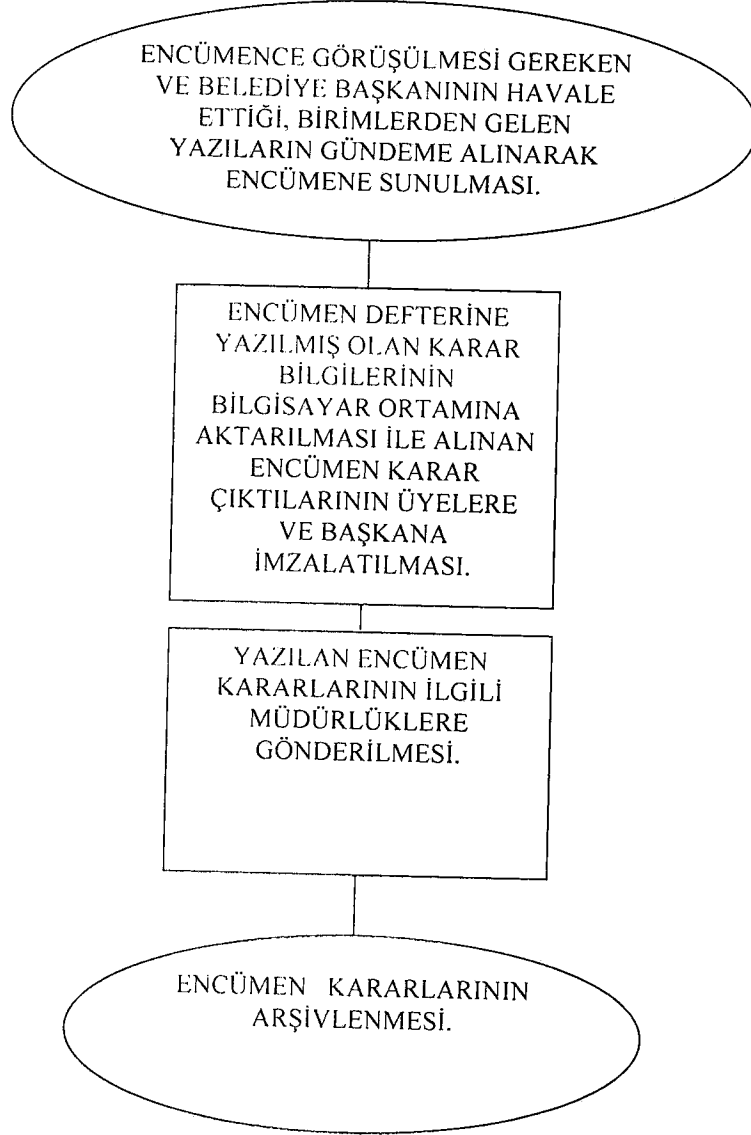 ENCÜMENCE GÖRÜŞÜLMESİ GEREKEN
VE BELEDİYE BAŞKANININ HAVALE
ETTİĞİ, BİRİMLERDEN GELEN
YAZILARIN GÜNDEME ALINARAK
ENCÜMENE SUNULMASI.
ENCÜMEN DEFTERİNE
YAZILMIŞ OLAN KARAR
BİLGİLERİNİN
BİLGİSAYAR ORTAMINA
AKTARILMASI İLE ALINAN
ENCÜMEN KARAR
ÇIKTILARININ ÜYELERE
VE BAŞKANA
İMZALATILMASI.
YAZILAN ENCÜMEN
KARARLARININ İLGİLİ
MÜDÜRLÜKLERE
GÖNDERİLMESİ.
ENCÜMEN KARARLARININ
ARŞİVLENMESİ.